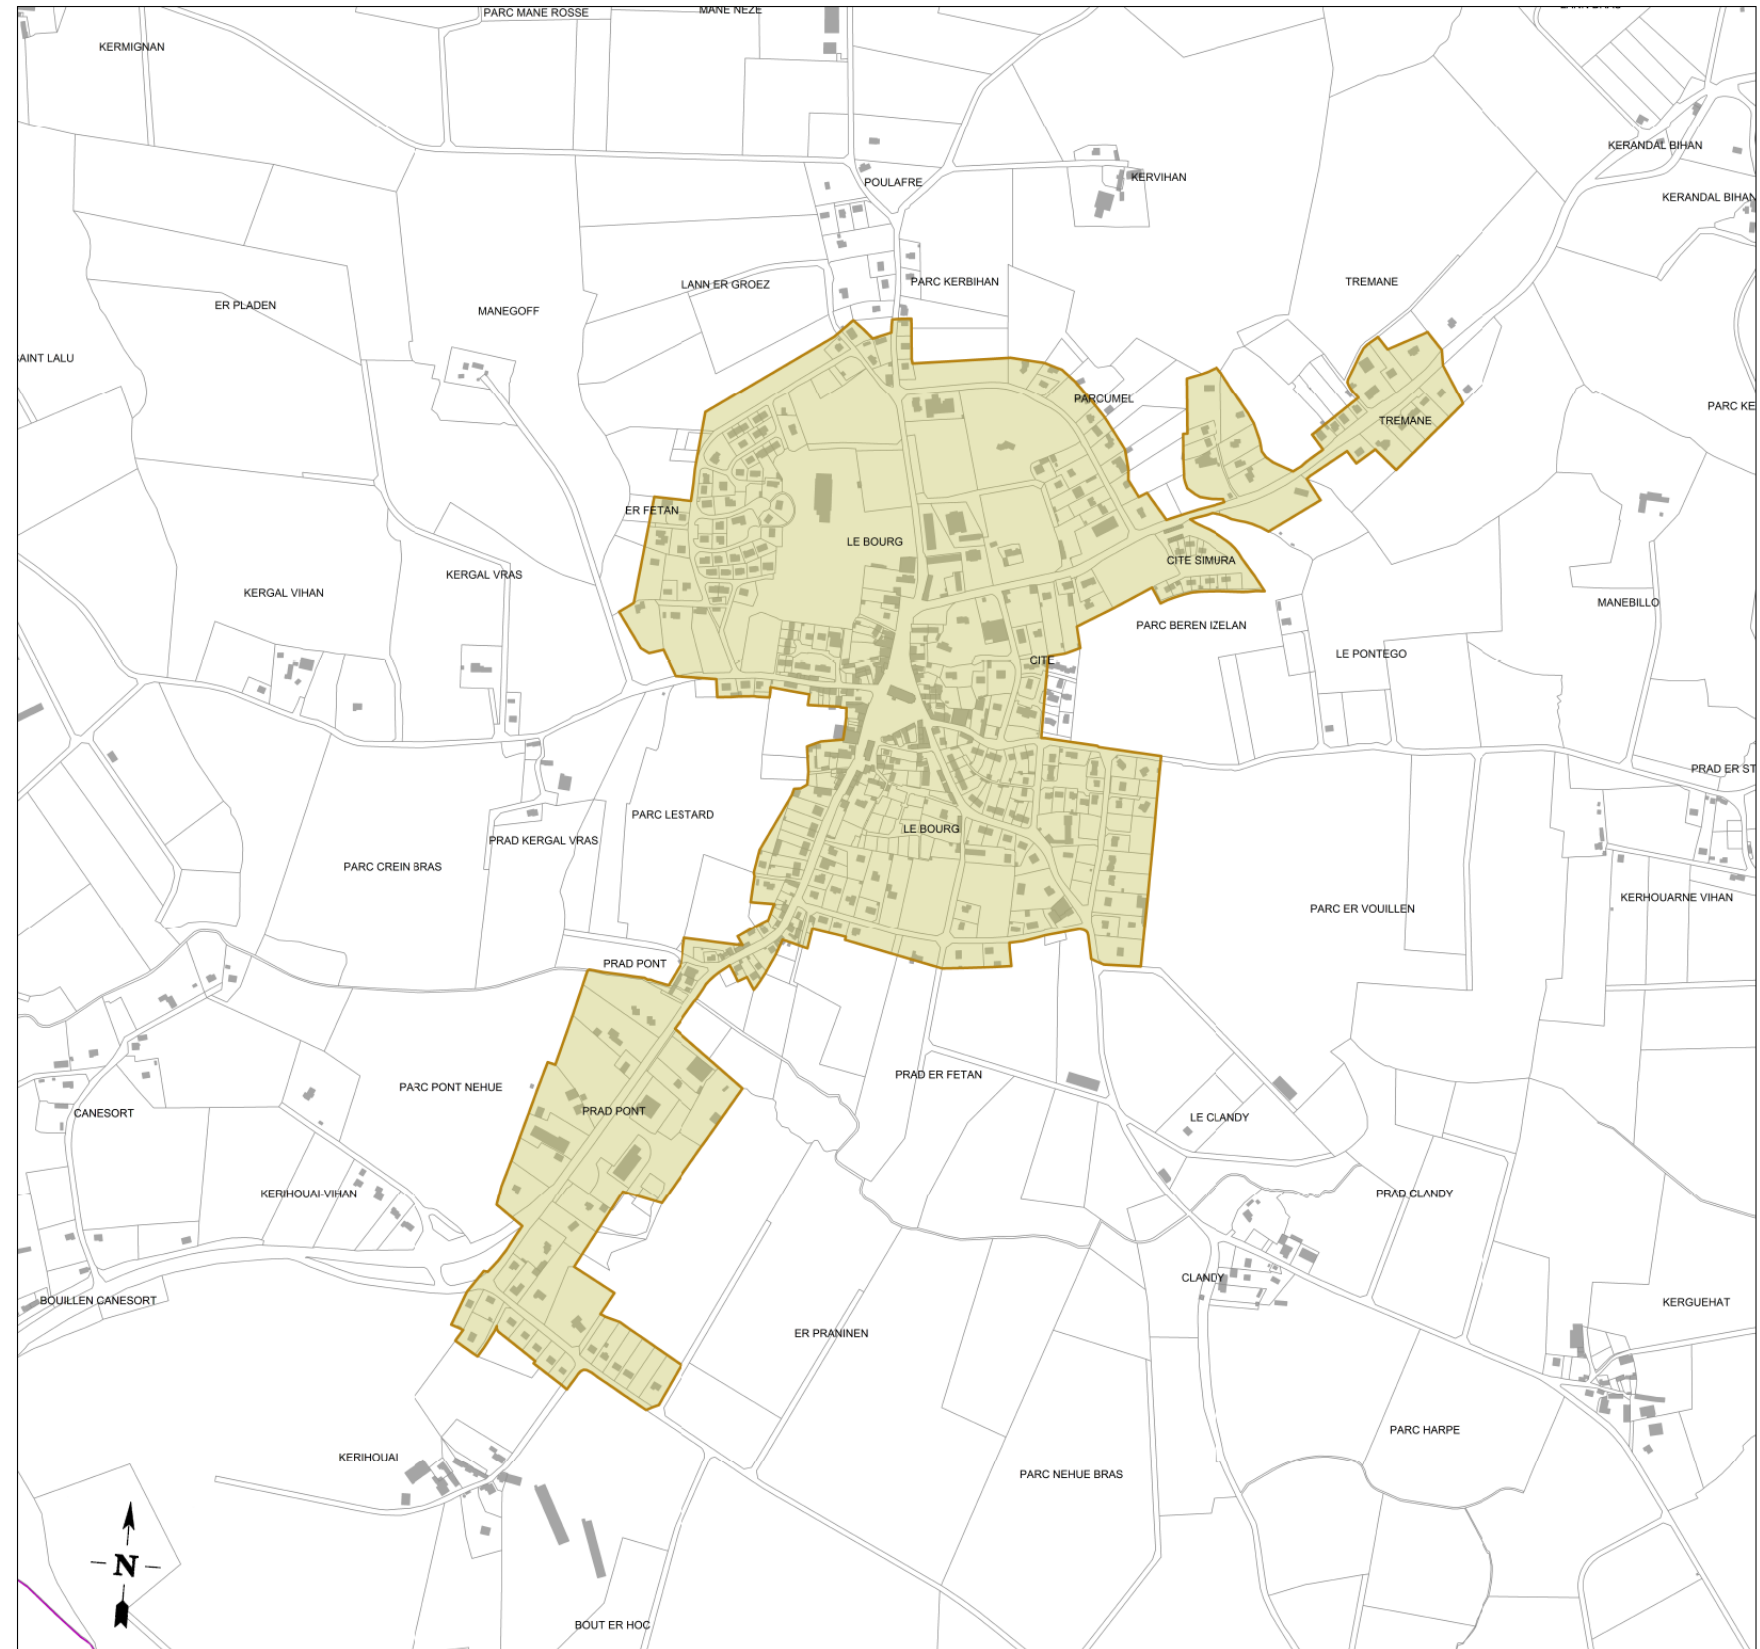 PARC MANE ROSSE
MANE NEZE
KERMIGNAN
KERANDAL BIHAN
KERVIHAN
POULAFRE
KERANDAL BIHAN
LANN ER GROEZ
PARC KERBIHAN
TREMANE
ER PLADEN
MANEGOFF
AINT LALU
PARCUMEL
PARC KE
TREMANE
ER FETAN
LE BOURG
CITE SIMURA
KERGAL VRAS
KERGAL VIHAN
MANEBILLO
PARC BEREN IZELAN
LE PONTEGO
CITE
PRAD ER ST
PARC LESTARD
LE BOURG
PRAD KERGAL VRAS
PARC CREIN BRAS
KERHOUARNE VIHAN
PARC ER VOUILLEN
PRAD PONT
PRAD ER FETAN
PARC PONT NEHUE
PRAD PONT
CANESORT
LE CLANDY
KERIHOUAI-VIHAN
PRAD CLANDY
CLANDY
BOUILLEN CANESORT
KERGUEHAT
ER PRANINEN
PARC HARPE
KERIHOUAI
PARC NEHUE BRAS
N
BOUT ER HOC